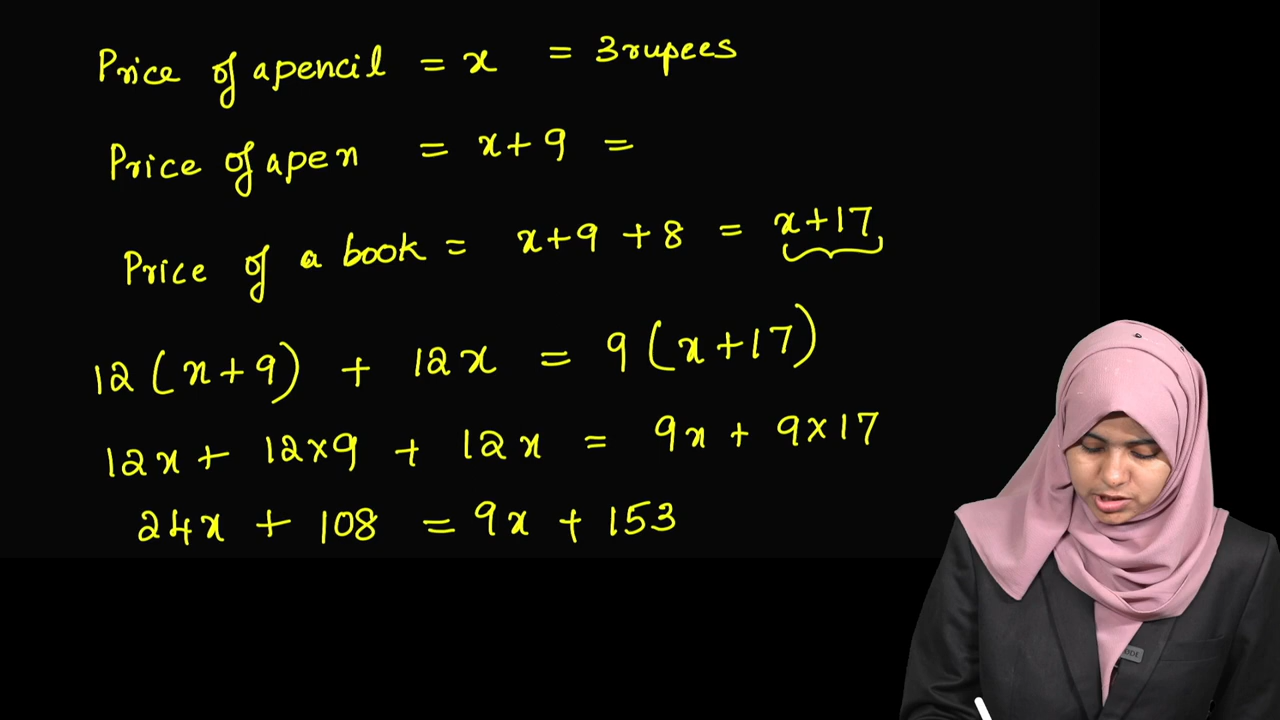 Price of a pencil = x = 3 rupees
Price of a pen = x + 9 =
Price of a book = x + 9 + 8 = x + 17
12 (x + 9) + 12x = 9 (x + 17)
12x + 12 × 9 + 12x = 9x + 9 × 17
24x + 108 = 9x + 153